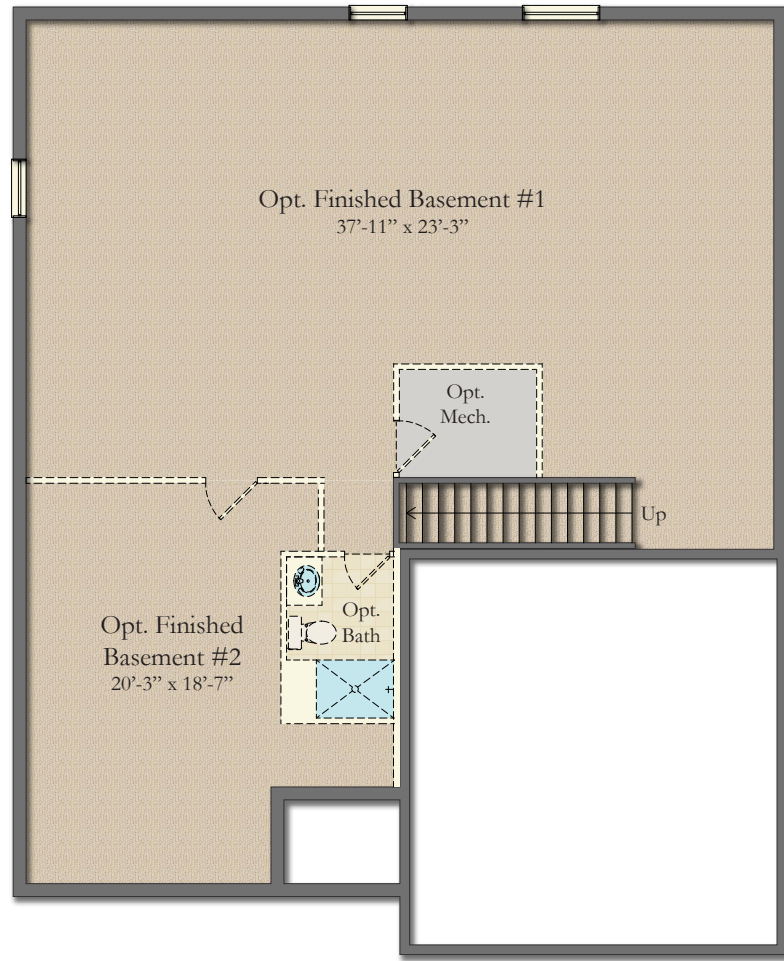 Opt. Finished Basement #1
37’-11” x 23’-3”
Opt.
Mech.
Up
Opt.
Bath
Opt. Finished
Basement #2
20’-3” x 18’-7”